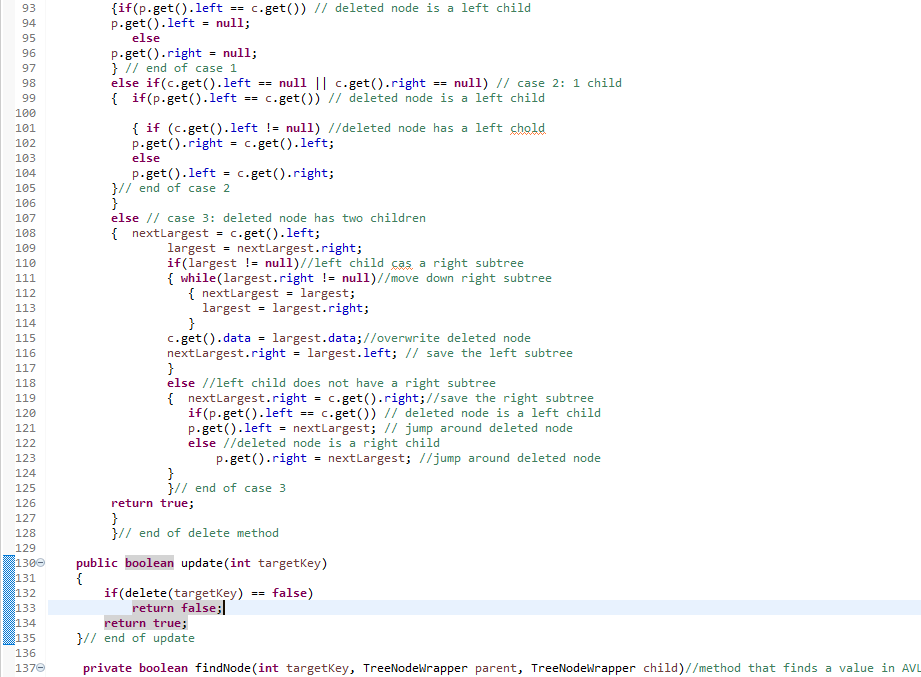 93 {if(p.get().left == c.get()) // deleted node is a left child
94 p.get().left = null;
95 else
96 p.get().right = null;
97 } // end of case 1
98 else if(c.get().left == null || c.get().right == null) // case 2: 1 child
99 { if(p.get().left == c.get()) // deleted node is a left child
100
101 { if (c.get().left != null) //deleted node has a left chold
102 p.get().right = c.get().left;
103 else
104 p.get().left = c.get().right;
105 }// end of case 2
106 }
107 else // case 3: deleted node has two children
108 { nextLargest = c.get().left;
109 largest = nextLargest.right;
110 if(largest != null)//left child cas a right subtree
111 { while(largest.right != null)//move down right subtree
112 { nextLargest = largest;
113 largest = largest.right;
114 }
115 c.get().data = largest.data;//overwrite deleted node
116 nextLargest.right = largest.left; // save the left subtree
117 }
118 else //left child does not have a right subtree
119 { nextLargest.right = c.get().right;//save the right subtree
120 if(p.get().left == c.get()) // deleted node is a left child
121 p.get().left = nextLargest; // jump around deleted node
122 else //deleted node is a right child
123 p.get().right = nextLargest; //jump around deleted node
124 }
125 }// end of case 3
126 return true;
127 }
128 }// end of delete method
129
130 public boolean update(int targetKey)
131 {
132 if(delete(targetKey) == false)
133 return false;
134 return true;
135 }// end of update
136
137 private boolean findNode(int targetKey, TreeNodeWrapper parent, TreeNodeWrapper child)//method that finds a value in AVL